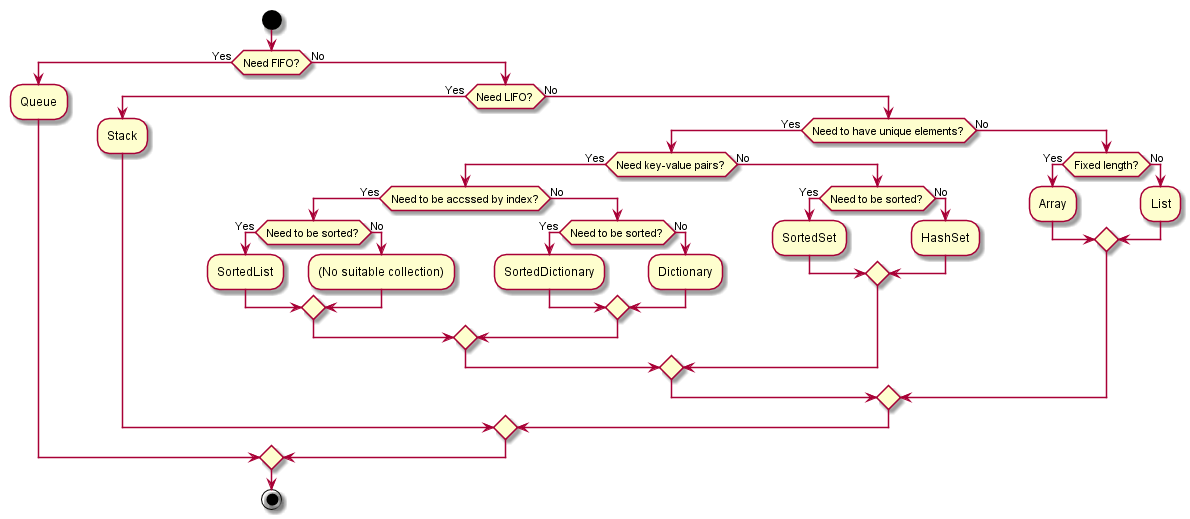 Need FIFO?
Yes
No
Queue
Need LIFO?
Yes
No
Stack
Need to have unique elements?
Yes
No
Need key-value pairs?
Yes
No
Fixed length?
Yes
No
Need to be accssed by index?
Yes
No
Need to be sorted?
Yes
No
Array
List
Need to be sorted?
Yes
No
Need to be sorted?
Yes
No
SortedSet
HashSet
SortedList
(No suitable collection)
SortedDictionary
Dictionary